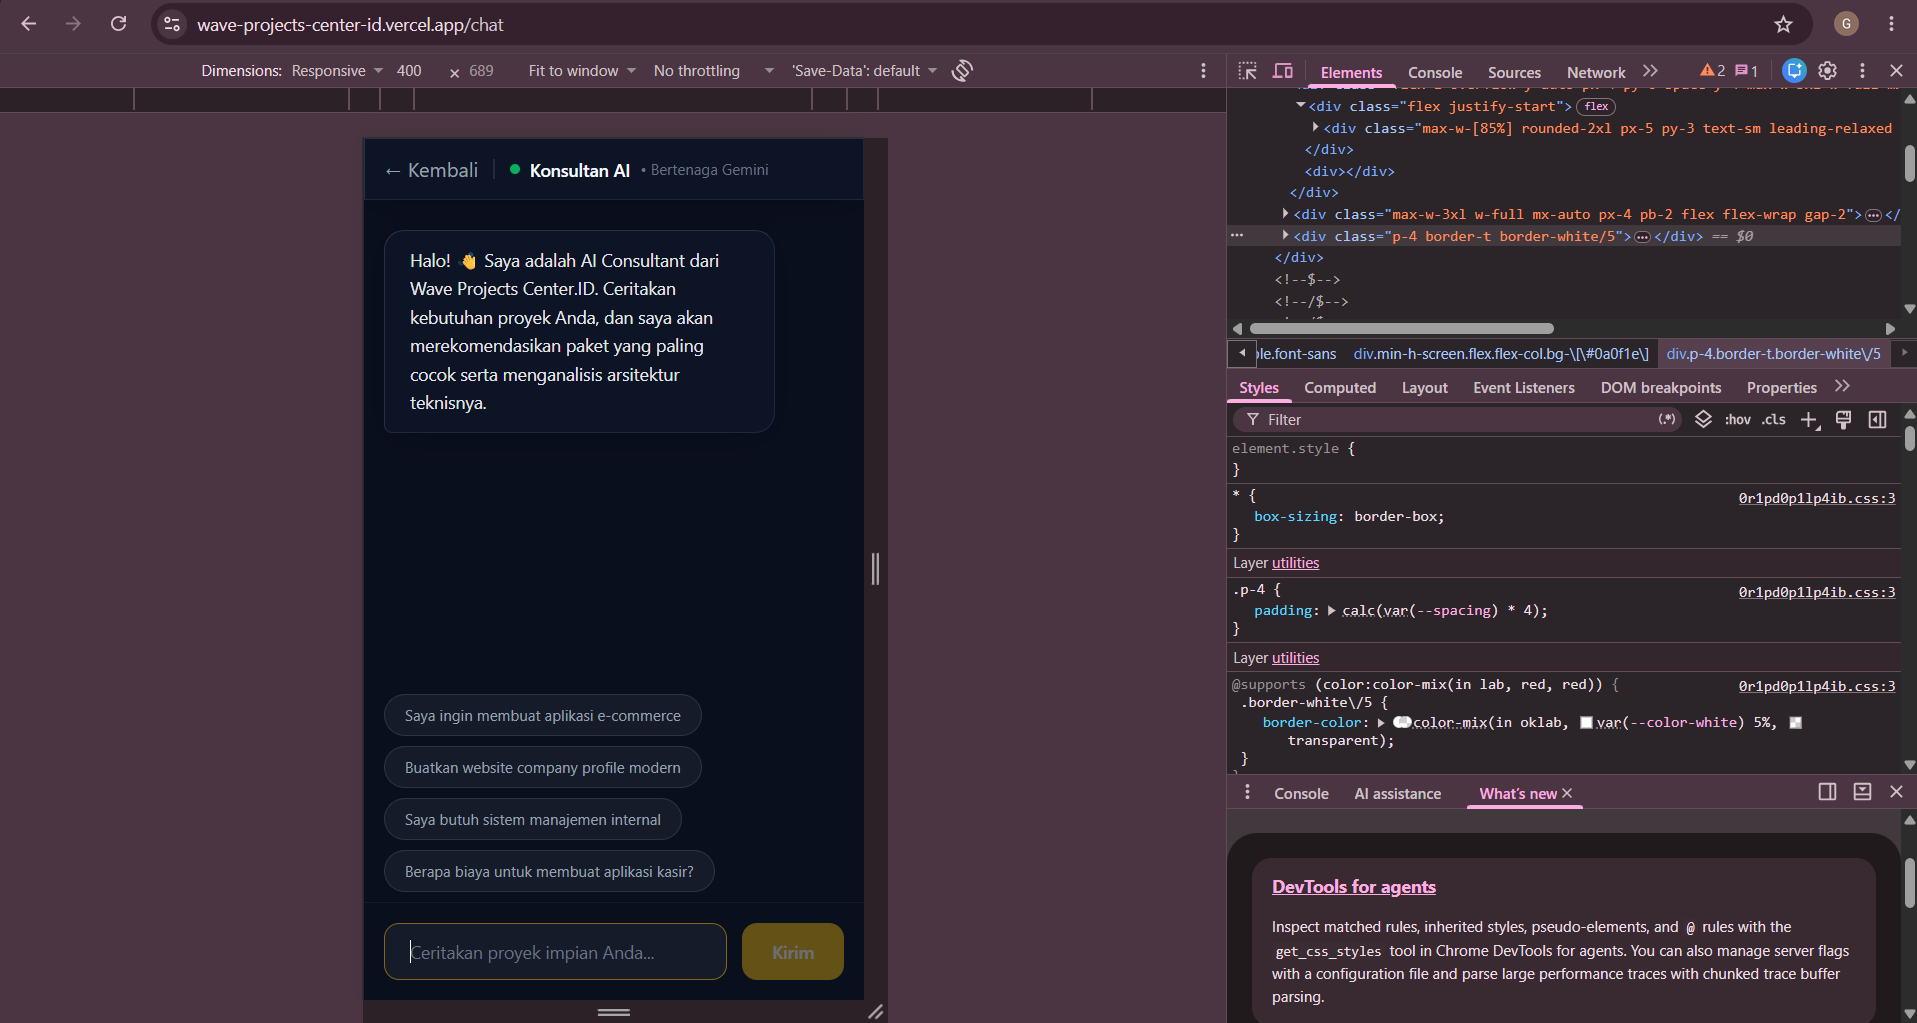 wave-projects-center-id.vercel.app/chat
G
Dimensions: Responsive 400 × 689 Fit to window No throttling 'Save-Data': default
Elements Console Sources Network 2 1
← Kembali Konsultan AI • Bertenaga Gemini
Halo! 👋 Saya adalah AI Consultant dari
Wave Projects Center.ID. Ceritakan
kebutuhan proyek Anda, dan saya akan
merekomendasikan paket yang paling
cocok serta menganalisis arsitektur
teknisnya.
Saya ingin membuat aplikasi e-commerce
Buatkan website company profile modern
Saya butuh sistem manajemen internal
Berapa biaya untuk membuat aplikasi kasir?
Ceritakan proyek impian Anda...
Kirim
<div class="flex justify-start"> flex
<div class="max-w-[85%] rounded-2xl px-5 py-3 text-sm leading-relaxed
</div>
<div></div>
</div>
<div class="max-w-3xl w-full mx-auto px-4 pb-2 flex flex-wrap gap-2"> … </
… <div class="p-4 border-t border-white/5"> … </div> == $0
</div>
<!--$-->
<!--/$-->
ple.font-sans div.min-h-screen.flex.flex-col.bg-\[\#0a0f1e\] div.p-4.border-t.border-white\/5
Styles Computed Layout Event Listeners DOM breakpoints Properties
Filter (.*) :hov .cls
element.style {
}
* { 0r1pd0p1lp4ib.css:3
box-sizing: border-box;
}
Layer utilities
.p-4 { 0r1pd0p1lp4ib.css:3
padding: calc(var(--spacing) * 4);
}
Layer utilities
@supports (color:color-mix(in lab, red, red)) { 0r1pd0p1lp4ib.css:3
.border-white\/5 {
border-color: color-mix(in oklab, var(--color-white) 5%,
transparent);
}
Console AI assistance What's new
DevTools for agents
Inspect matched rules, inherited styles, pseudo-elements, and @ rules with the
get_css_styles tool in Chrome DevTools for agents. You can also manage server flags
with a configuration file and parse large performance traces with chunked trace buffer
parsing.